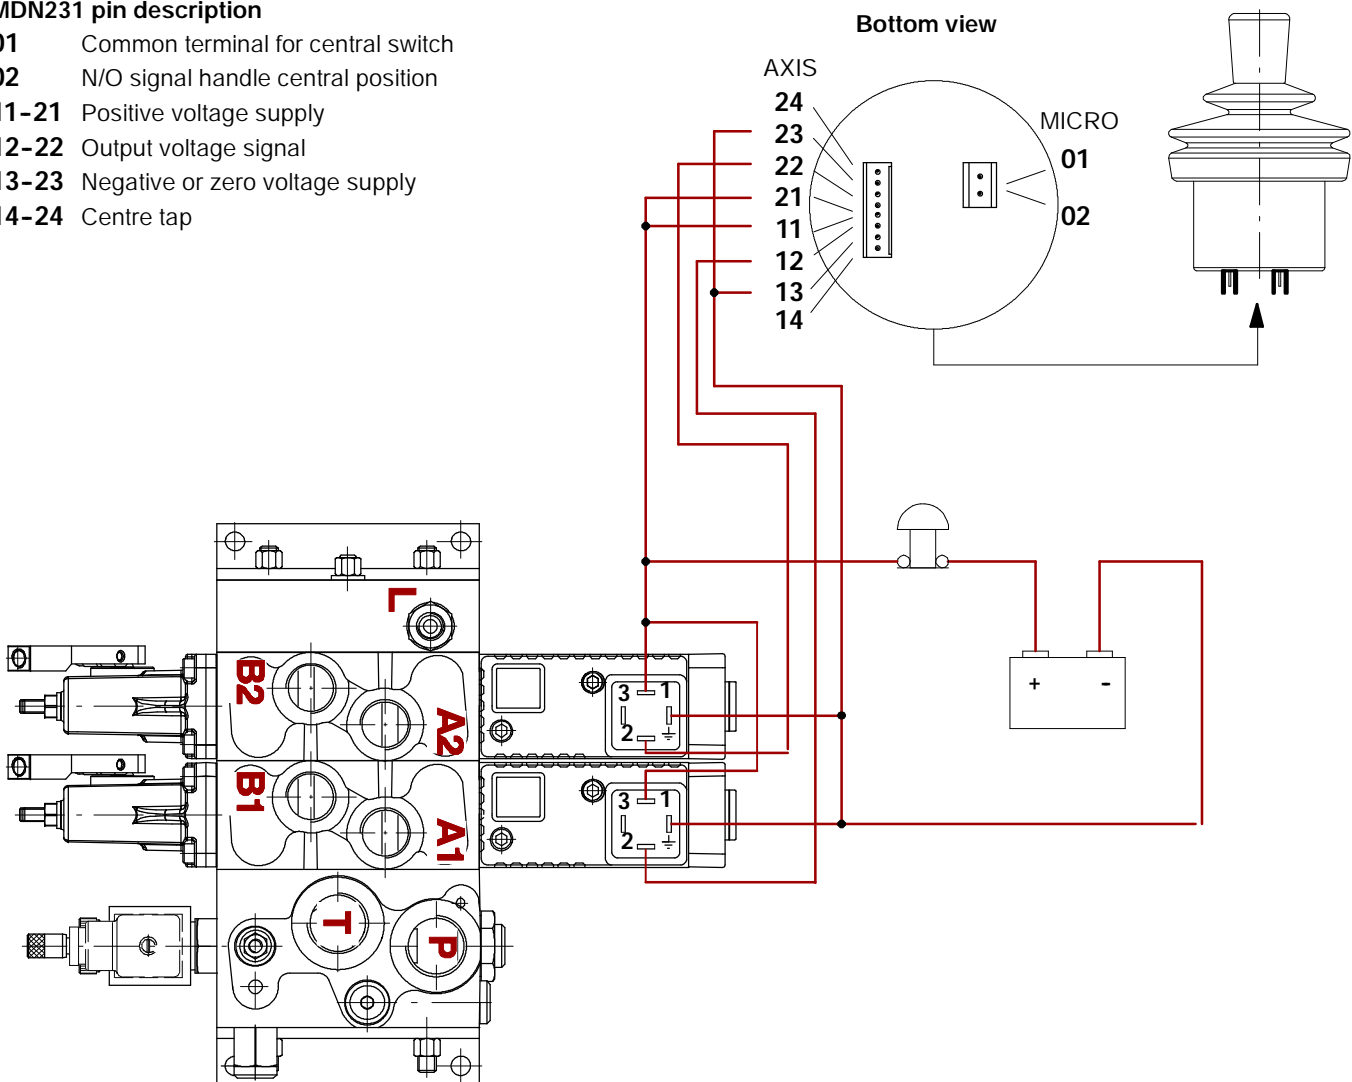 MDN231 pin description
01 Common terminal for central switch
02 N/O signal handle central position
11-21 Positive voltage supply
12-22 Output voltage signal
13-23 Negative or zero voltage supply
14-24 Centre tap
Bottom view
AXIS
24
23
22
21
11
12
13
14
MICRO
01
02
L
B2
A2
3 1
2
B1
A1
3 1
2
T
P
+ -